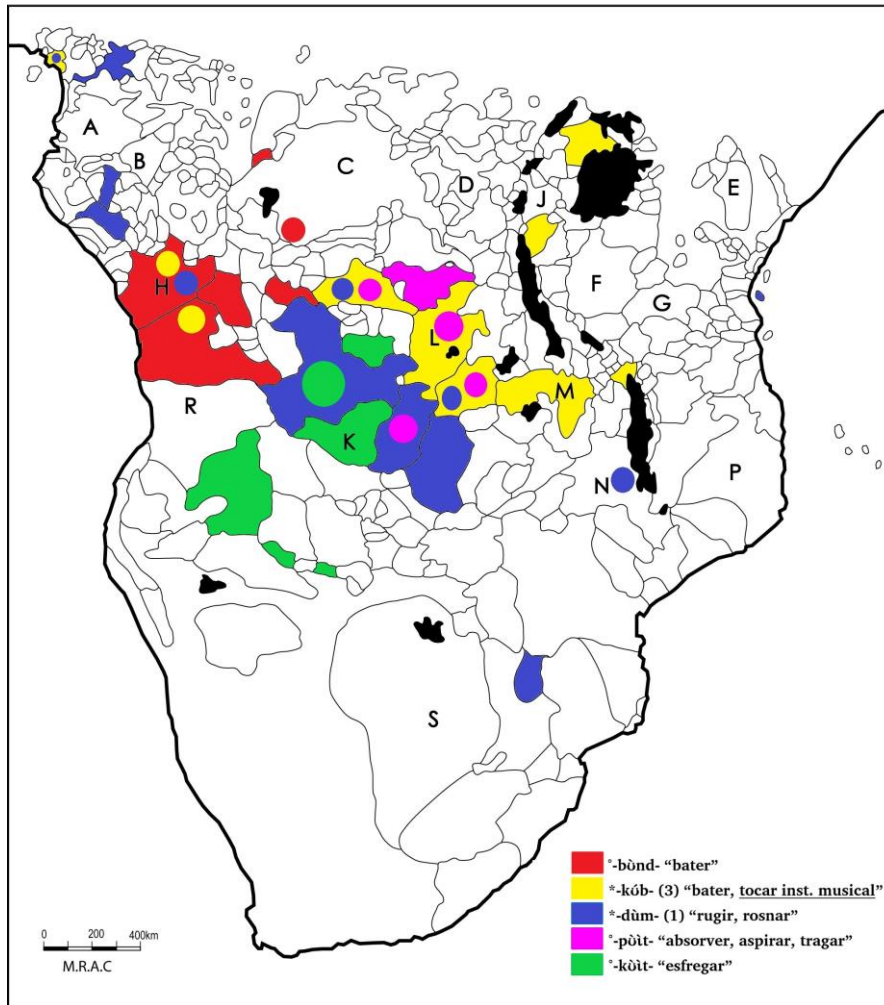 A
B
C
D
E
J
F
G
H
L
M
R
K
N
P
S
°-bònd- “bater”
*-kób- (3) “bater, tocar inst. musical”
*-dùm- (1) “rugir, rosnar”
°-pòìt- “absorver, aspirar, tragar”
°-kòìt- “esfregar”
0 200 400km
M.R.A.C